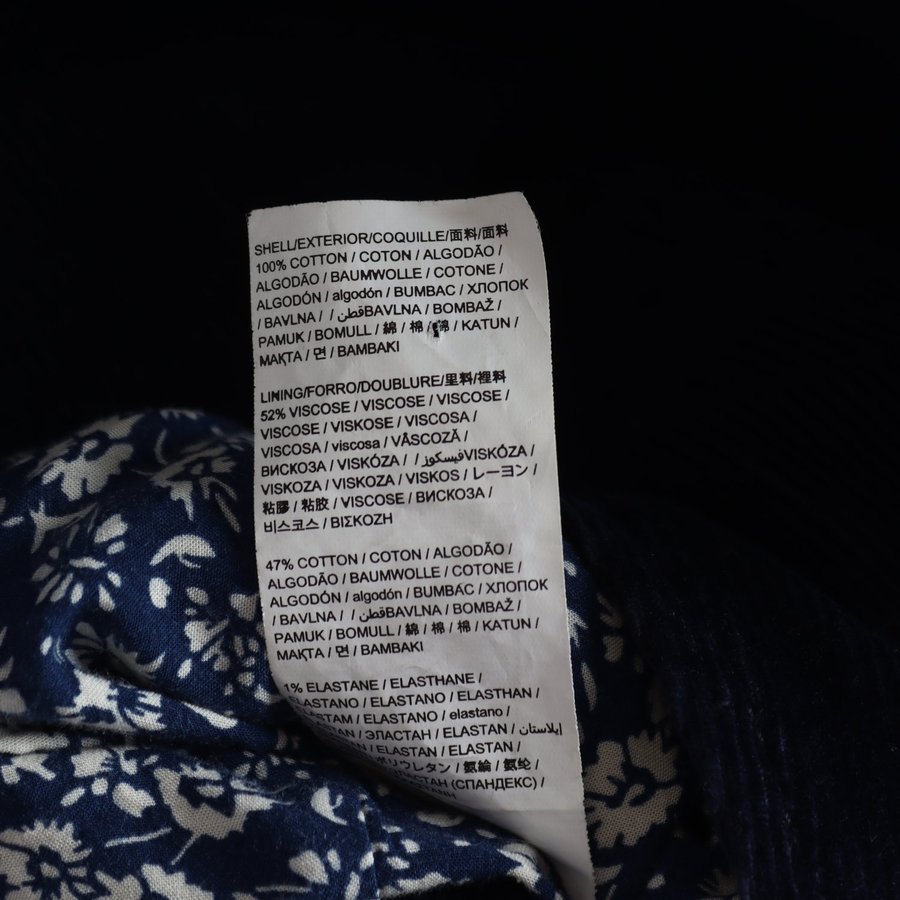 SHELL/EXTERIOR/COQUILLE/面料/面料
100% COTTON / COTON / ALGODÃO /
ALGODÃO / BAUMWOLLE / COTONE /
ALGODÓN / algodón / BUMBAC / ХЛОПОК
/ BAVLNA / / قطنBAVLNA / BOMBAŽ /
PAMUK / BOMULL / 綿 / 棉 / 棉 / KATUN /
МАҚТА / 면 / BAMBAKI
LINING/FORRO/DOUBLURE/里料/裡料
52% VISCOSE / VISCOSE / VISCOSE /
VISCOSE / VISKOSE / VISCOSA /
VISCOSA / viscosa / VÂSCOZĂ /
ВИСКОЗА / VISKÓZA / / فيسكوزVISKÓZA /
VISKOZA / VISKOZA / VISKOS / レーヨン /
粘膠 / 粘胶 / VISCOSE / ВИСКОЗА /
비스코스 / ΒΙΣΚΟΖΗ
47% COTTON / COTON / ALGODÃO /
ALGODÃO / BAUMWOLLE / COTONE /
ALGODÓN / algodón / BUMBAC / ХЛОПОК
/ BAVLNA / / قطنBAVLNA / BOMBAŽ /
PAMUK / BOMULL / 綿 / 棉 / 棉 / KATUN /
МАҚТА / 면 / BAMBAKI
1% ELASTANE / ELASTHANE /
ELASTANO / ELASTANO / ELASTHAN /
ELASTAM / ELASTANO / elastano /
/ ЭЛАСТАН / ELASTAN / إيلاستان
/ ELASTAN / ELASTAN /
ポリウレタン / 氨綸 / 氨纶 /
ЭЛАСТАН (СПАНДЕКС) /